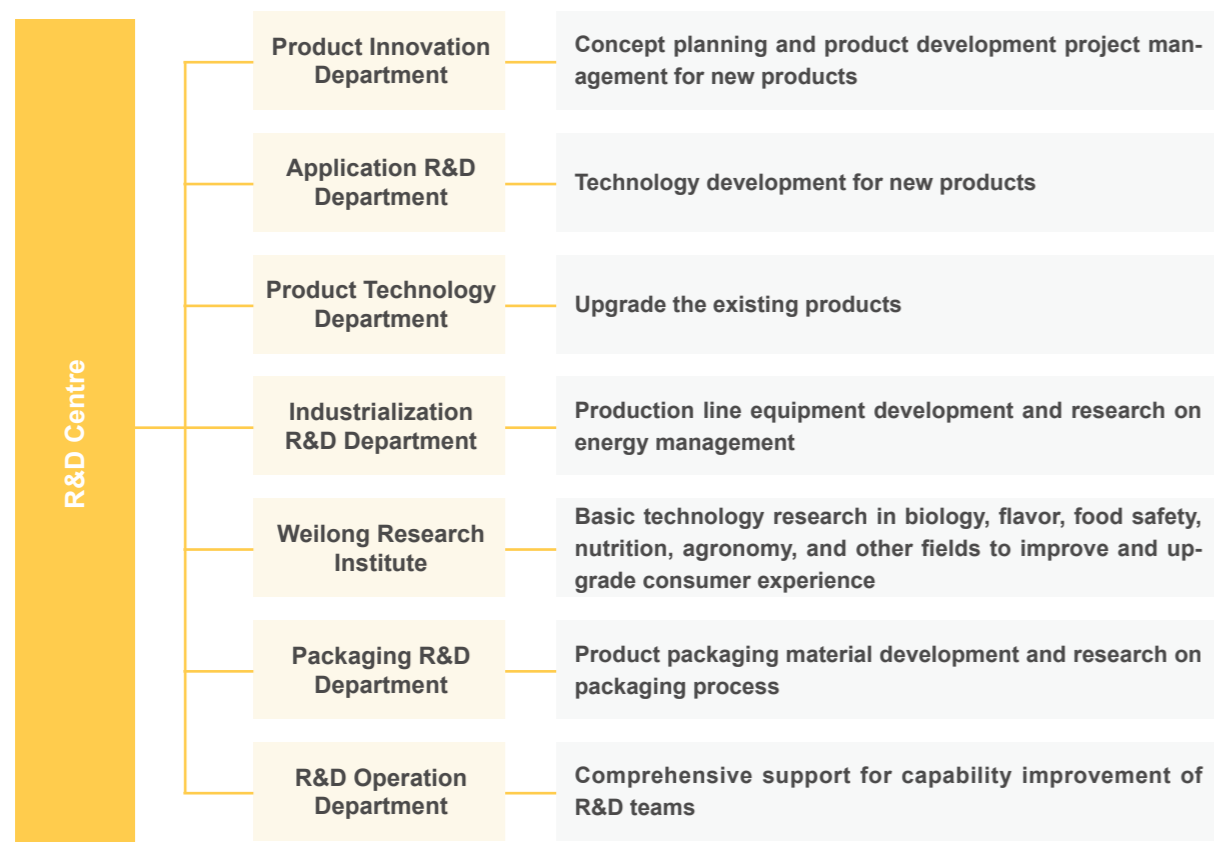 R&D Centre
Product Innovation
Department
Concept planning and product development project man-
agement for new products
Application R&D
Department
Technology development for new products
Product Technology
Department
Upgrade the existing products
Industrialization
R&D Department
Production line equipment development and research on
energy management
Weilong Research
Institute
Basic technology research in biology, flavor, food safety,
nutrition, agronomy, and other fields to improve and up-
grade consumer experience
Packaging R&D
Department
Product packaging material development and research on
packaging process
R&D Operation
Department
Comprehensive support for capability improvement of
R&D teams